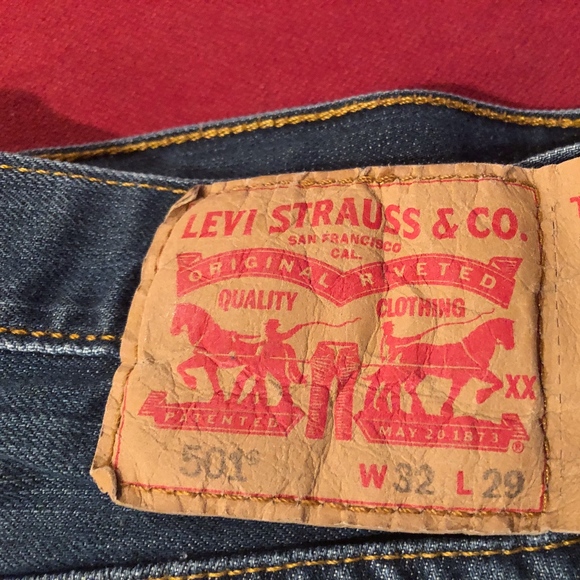 LEVI STRAUSS & CO.
SAN FRANCISCO
CAL.
ORIGINAL RIVETED
QUALITY CLOTHING
XX
PATENTED MAY 20 1873 ®
501® W 32 L 29